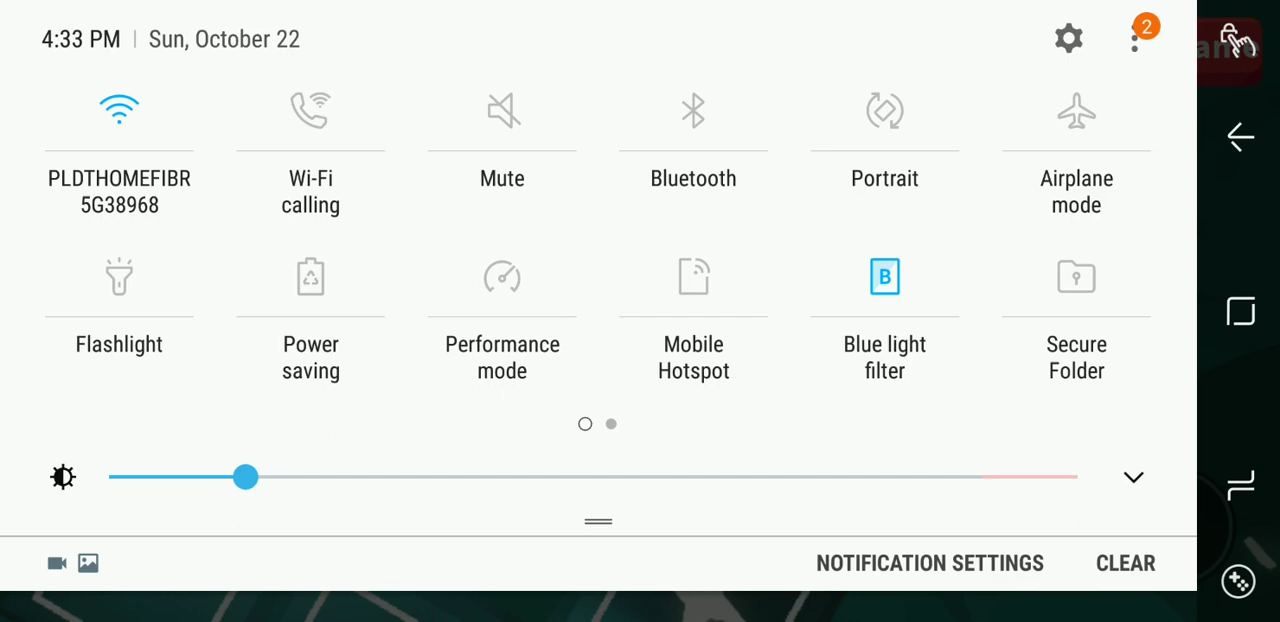 4:33 PM | Sun, October 22
2
ame
PLDTHOMEFIBR
5G38968
Wi-Fi
calling
Mute
Bluetooth
Portrait
Airplane
mode
Flashlight
Power
saving
Performance
mode
Mobile
Hotspot
B
Blue light
filter
Secure
Folder
NOTIFICATION SETTINGS
CLEAR